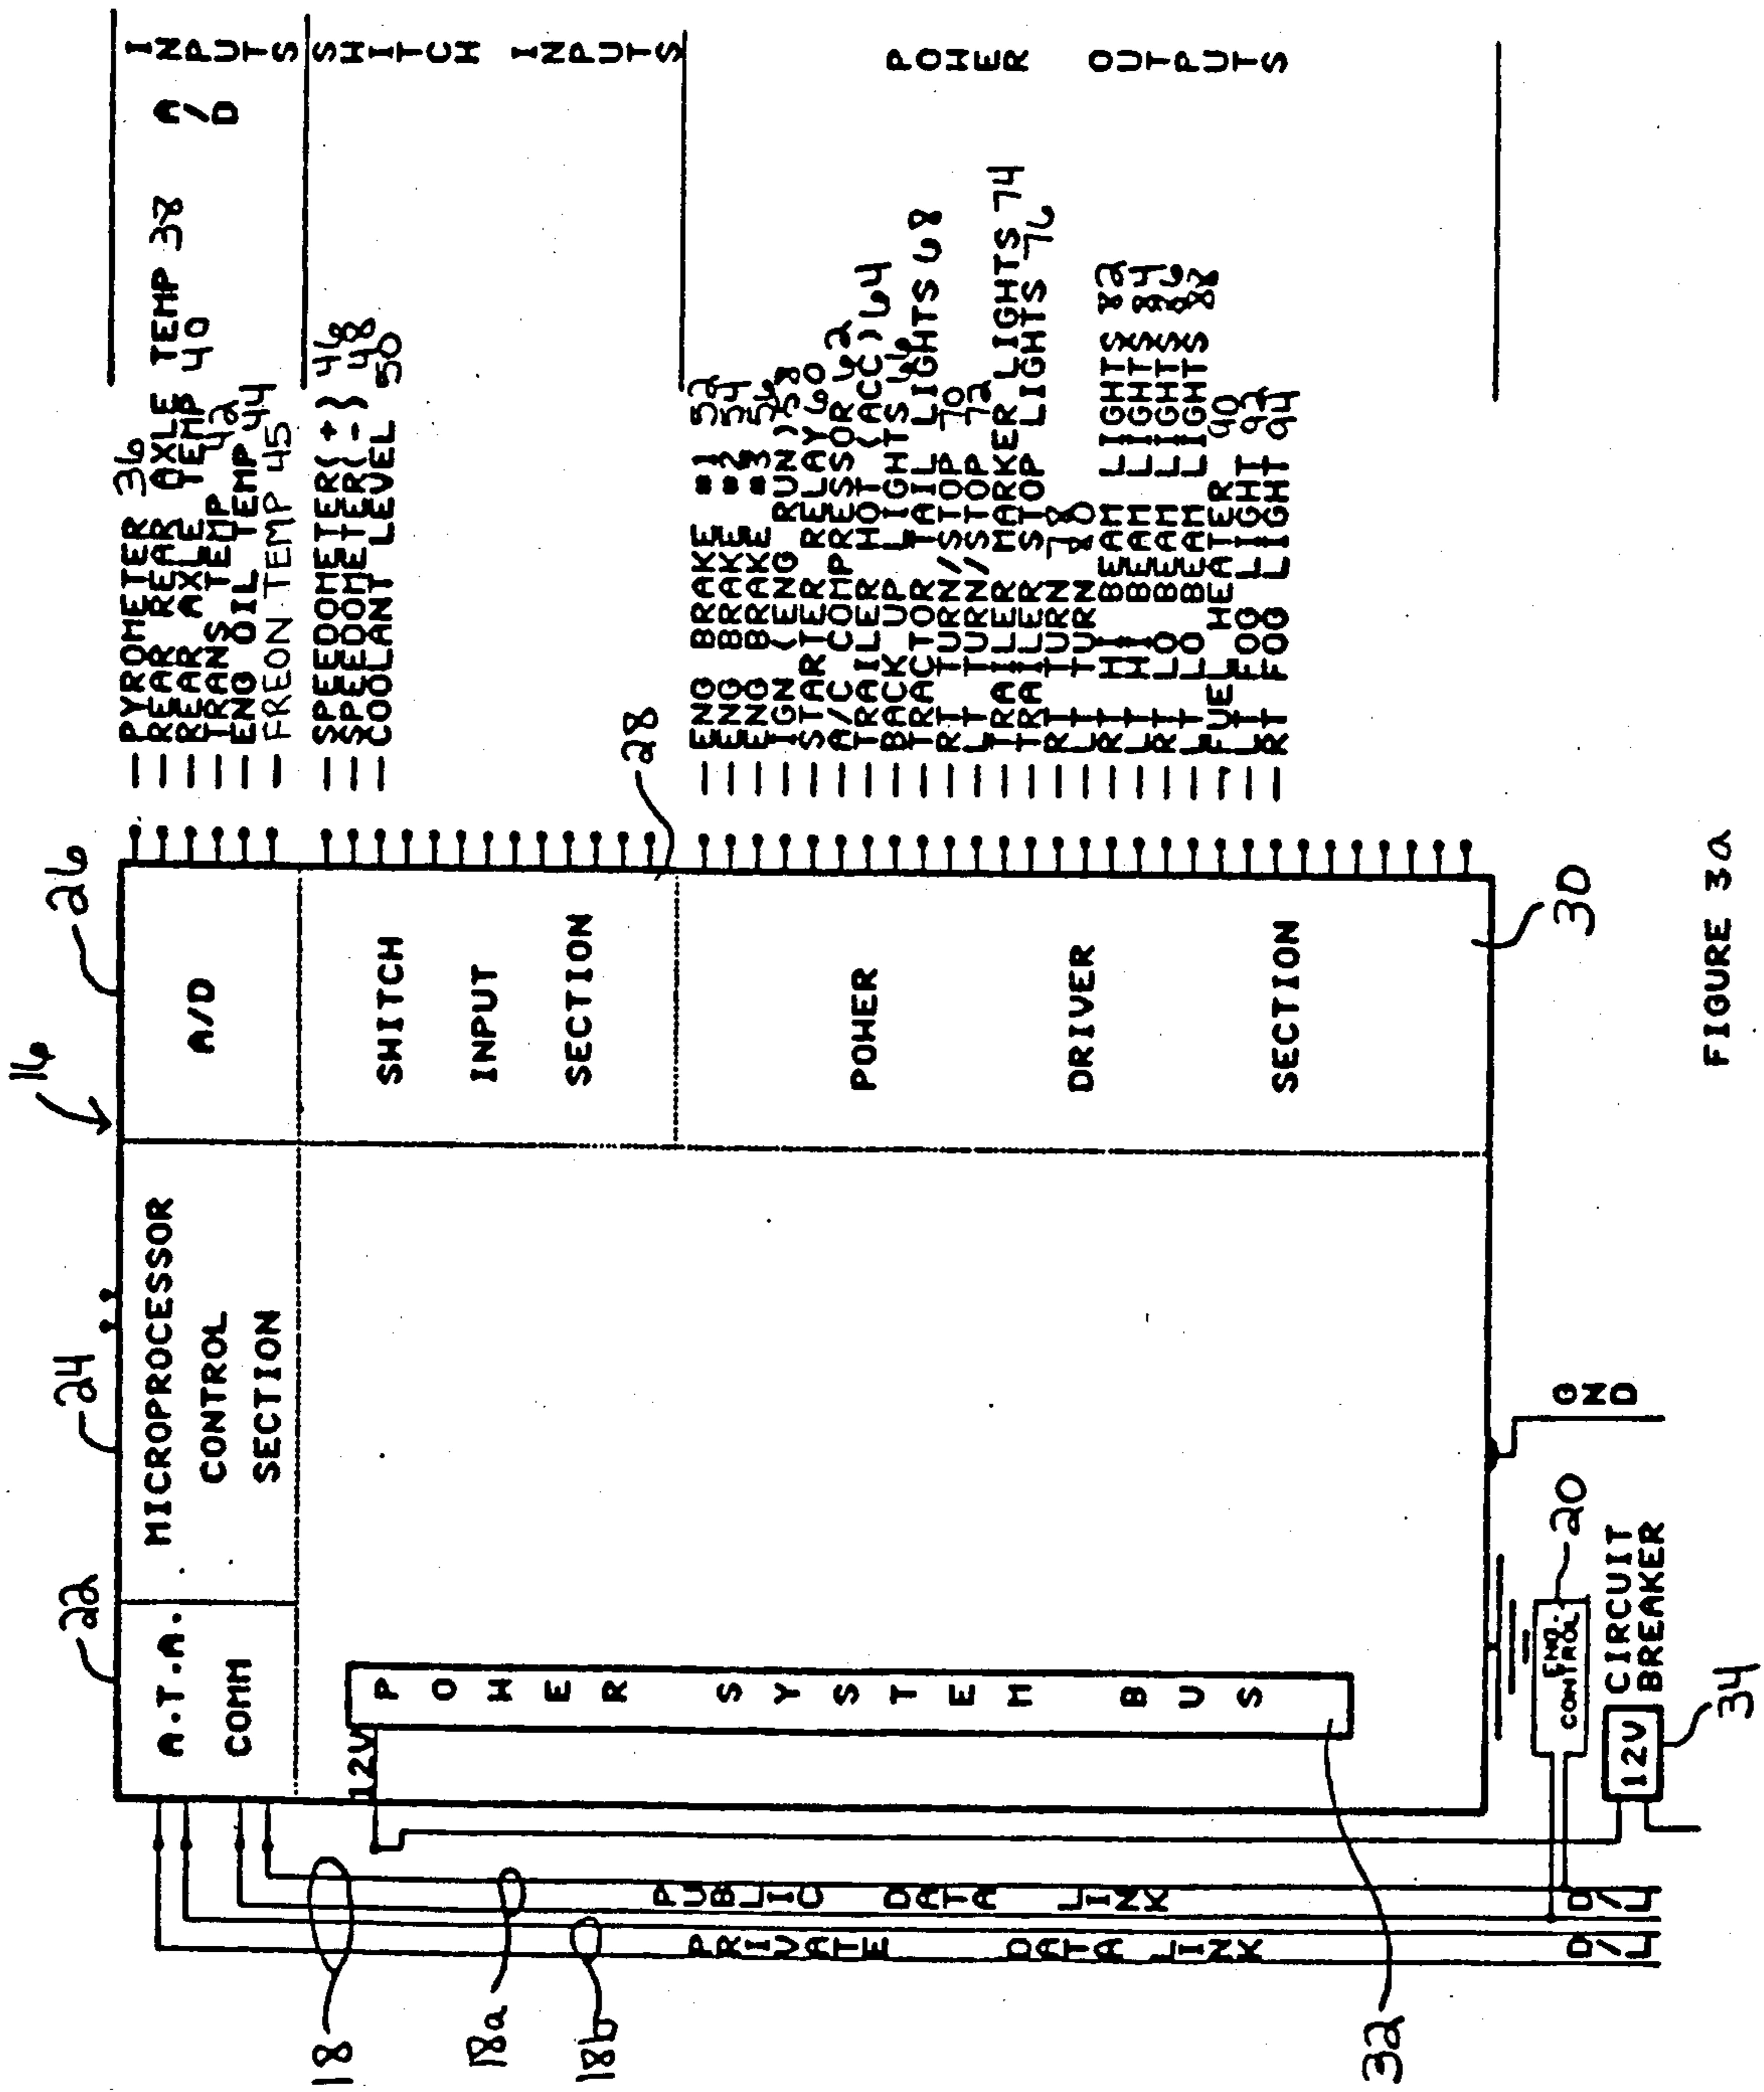 16
22
24
26
A.T.A.
COMM
MICROPROCESSOR
CONTROL
SECTION
A/D
SWITCH
INPUT
SECTION
28
POWER
DRIVER
SECTION
30
12V
POWER SYSTEM BUS
32
18
18a
18b
PUBLIC DATA LINK
D/L
PRIVATE DATA LINK
D/L
ENG.
CONTROL
20
12V
CIRCUIT
BREAKER
34
GND
PYROMETER 36
REAR REAR AXLE TEMP 38
REAR AXLE TEMP 40
TRANS TEMP 42
ENG OIL TEMP 44
FREON TEMP 45
A/D
INPUTS
SPEEDOMETER(+) 46
SPEEDOMETER(-) 48
COOLANT LEVEL 50
SWITCH INPUTS
ENG BRAKE #1 52
ENG BRAKE #2 54
ENG BRAKE #3 56
IGN (ENG RUN) 58
STARTER RELAY 60
A/C COMPRESSOR 62
TRAILER HOT (ACC) 64
BACK UP LIGHTS 66
TRACTOR TAIL LIGHTS 68
RT TURN/STOP 70
LT TURN/STOP 72
TRAILER MARKER LIGHTS 74
TRAILER STOP LIGHTS 76
RT TURN 78
LT TURN 80
RT HI BEAM LIGHTS 82
LT HI BEAM LIGHTS 84
RT LO BEAM LIGHTS 86
LT LO BEAM LIGHTS 88
FUEL HEATER 90
LT FOG LIGHT 92
RT FOG LIGHT 94
POWER OUTPUTS
FIGURE 3a